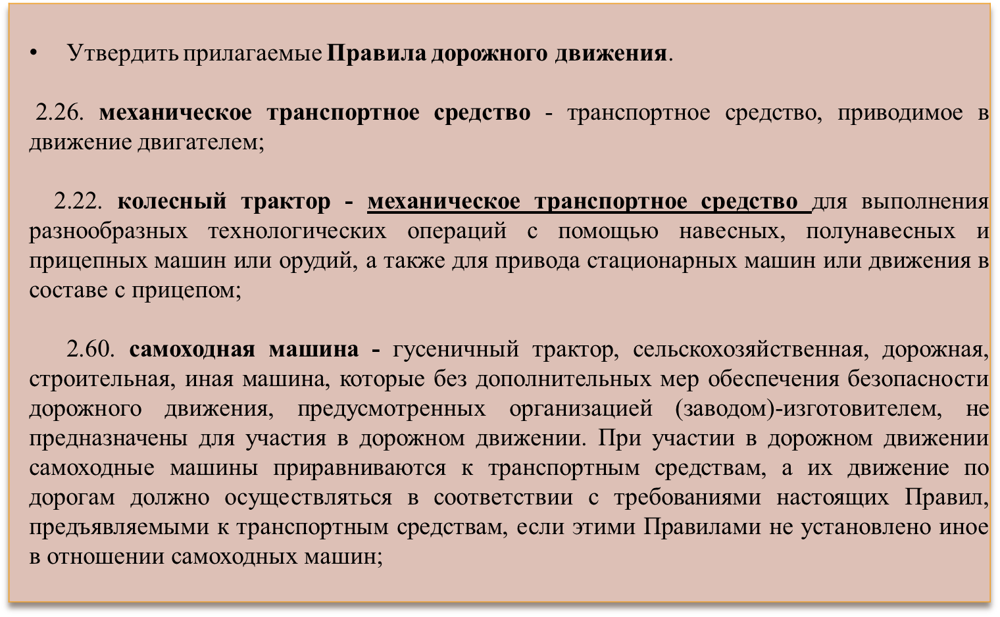 • Утвердить прилагаемые Правила дорожного движения.
2.26. механическое транспортное средство - транспортное средство, приводимое в
движение двигателем;
2.22. колесный трактор - механическое транспортное средство для выполнения
разнообразных технологических операций с помощью навесных, полунавесных и
прицепных машин или орудий, а также для привода стационарных машин или движения в
составе с прицепом;
2.60. самоходная машина - гусеничный трактор, сельскохозяйственная, дорожная,
строительная, иная машина, которые без дополнительных мер обеспечения безопасности
дорожного движения, предусмотренных организацией (заводом)-изготовителем, не
предназначены для участия в дорожном движении. При участии в дорожном движении
самоходные машины приравниваются к транспортным средствам, а их движение по
дорогам должно осуществляться в соответствии с требованиями настоящих Правил,
предъявляемыми к транспортным средствам, если этими Правилами не установлено иное
в отношении самоходных машин;